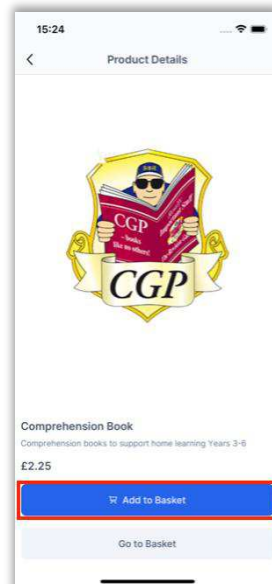 15:24
Product Details
CGP
- books
like no others!
CGP
Comprehension Book
Comprehension books to support home learning Years 3-6
£2.25
Add to Basket
Go to Basket